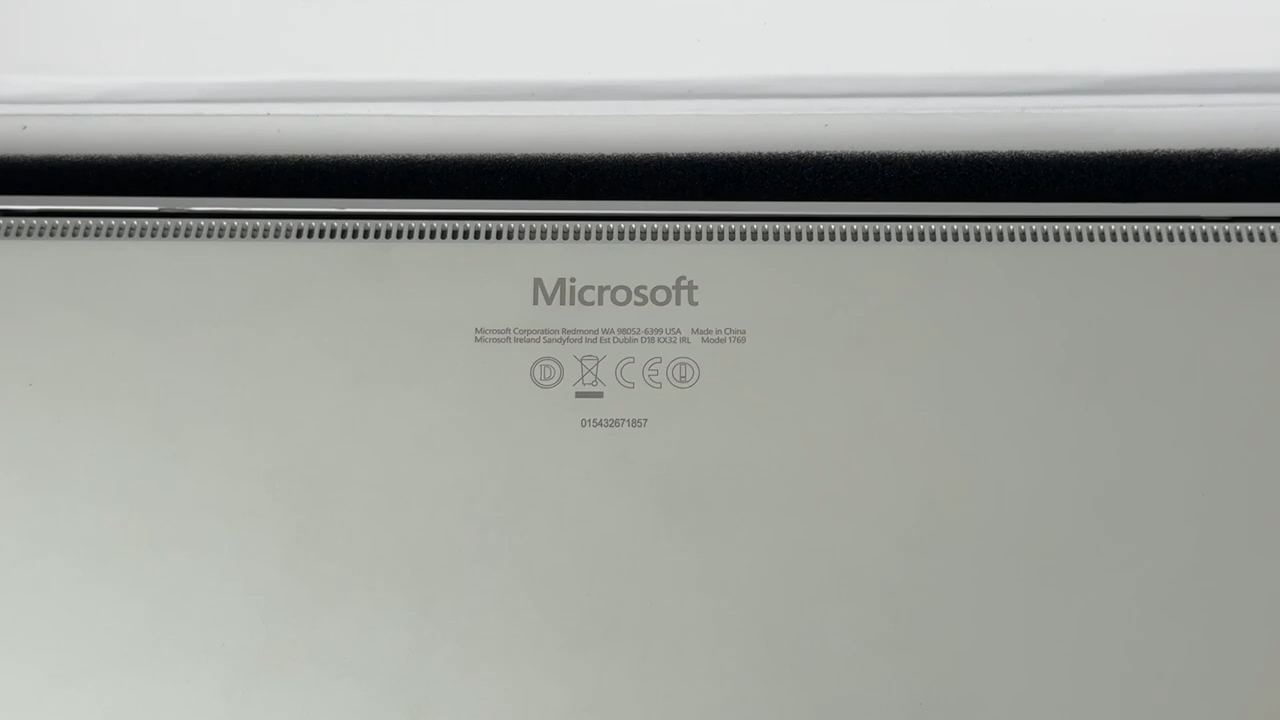 Microsoft
Microsoft Corporation Redmond WA 98052-6399 USA Made in China
Microsoft Ireland Sandyford Ind Est Dublin D18 KX32 IRL Model 1769
D CE
015432671857